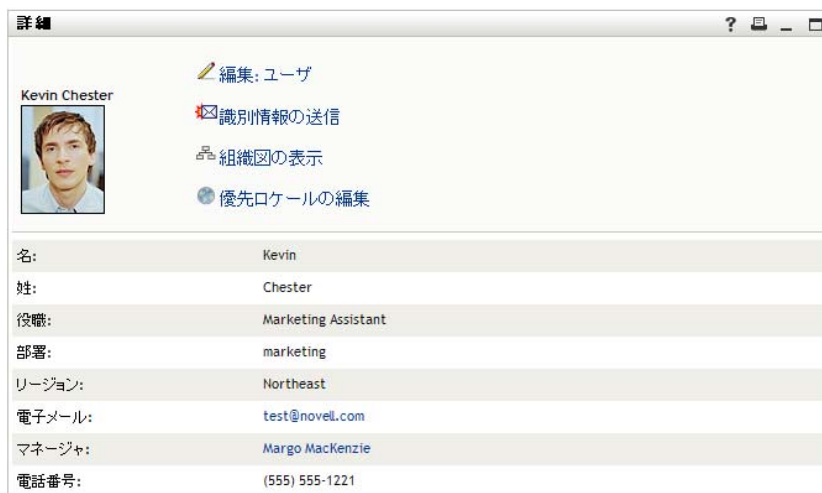 詳細
?
編集: ユーザ
Kevin Chester
識別情報の送信
組織図の表示
優先ロケールの編集
名: Kevin
姓: Chester
役職: Marketing Assistant
部署: marketing
リージョン: Northeast
電子メール: test@novell.com
マネージャ: Margo MacKenzie
電話番号: (555) 555-1221